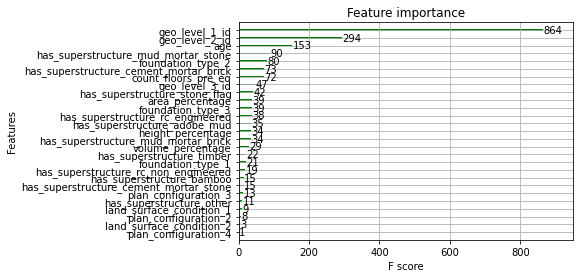 Feature importance
geo_level_1_id 864
geo_level_2_id 294
age 153
has_superstructure_mud_mortar_stone 90
foundation_type_2 80
has_superstructure_cement_mortar_brick 73
count_floors_pre_eq 72
geo_level_3_id 47
has_superstructure_stone_flag 42
area_percentage 39
foundation_type_3 39
has_superstructure_rc_engineered 38
has_superstructure_adobe_mud 35
height_percentage 34
has_superstructure_mud_mortar_brick 34
volume_percentage 29
has_superstructure_timber 22
foundation_type_1 21
has_superstructure_rc_non_engineered 19
has_superstructure_bamboo 15
has_superstructure_cement_mortar_stone 15
plan_configuration_3 13
has_superstructure_other 11
land_surface_condition_1 9
plan_configuration_2 8
land_surface_condition_2 3
plan_configuration_4 1
Features
0 200 400 600 800
F score